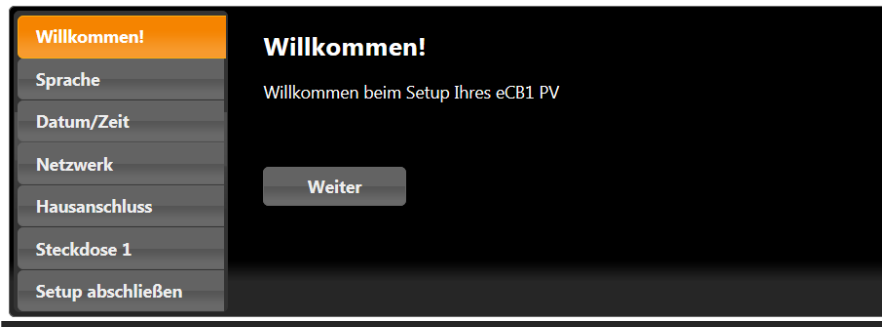 Willkommen!
Sprache
Datum/Zeit
Netzwerk
Hausanschluss
Steckdose 1
Setup abschließen
Willkommen!
Willkommen beim Setup Ihres eCB1 PV
Weiter